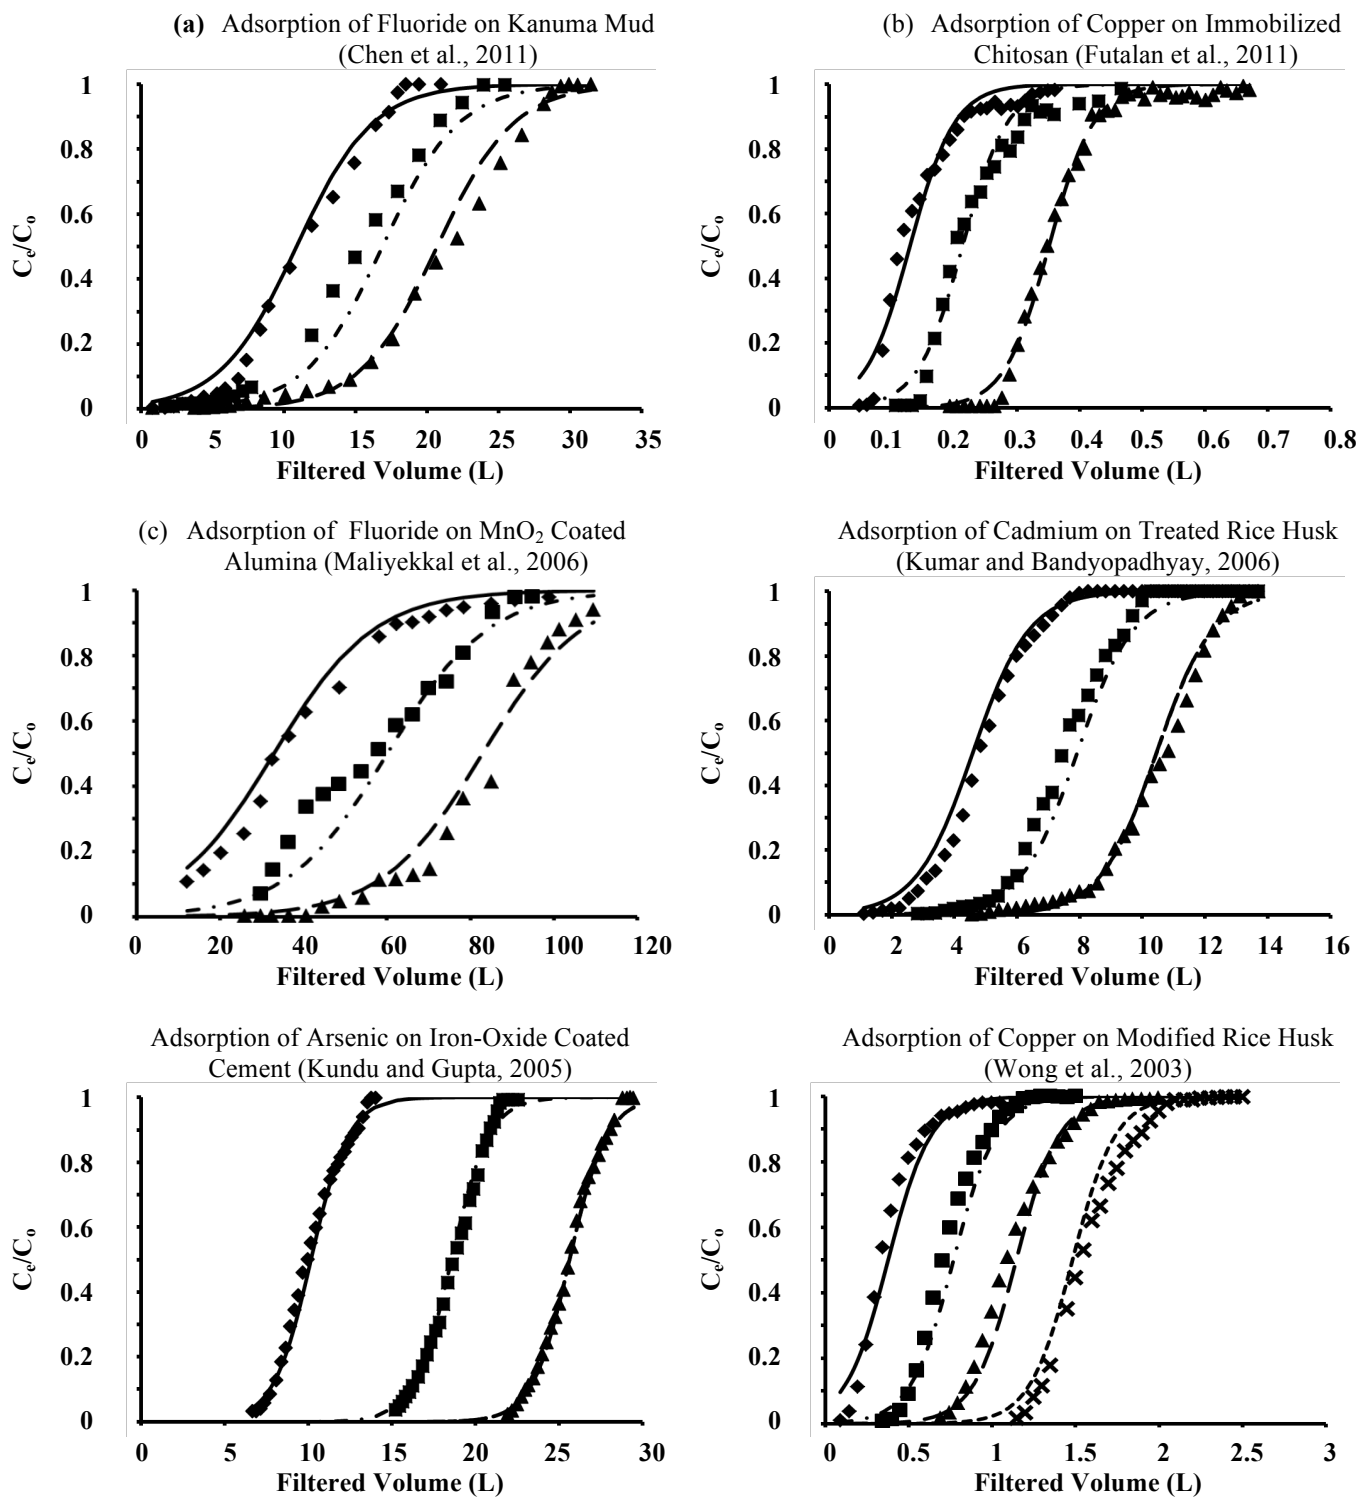 (a) Adsorption of Fluoride on Kanuma Mud
(Chen et al., 2011)
1
0.8
0.6
0.4
0.2
0
Cₑ/Cₒ
0 5 10 15 20 25 30 35
Filtered Volume (L)
(b) Adsorption of Copper on Immobilized
Chitosan (Futalan et al., 2011)
1
0.8
0.6
0.4
0.2
0
Cₑ/Cₒ
0 0.1 0.2 0.3 0.4 0.5 0.6 0.7 0.8
Filtered Volume (L)
(c) Adsorption of Fluoride on MnO₂ Coated
Alumina (Maliyekkal et al., 2006)
1
0.8
0.6
0.4
0.2
0
Cₑ/Cₒ
0 20 40 60 80 100 120
Filtered Volume (L)
Adsorption of Cadmium on Treated Rice Husk
(Kumar and Bandyopadhyay, 2006)
1
0.8
0.6
0.4
0.2
0
Cₑ/Cₒ
0 2 4 6 8 10 12 14 16
Filtered Volume (L)
Adsorption of Arsenic on Iron-Oxide Coated
Cement (Kundu and Gupta, 2005)
1
0.8
0.6
0.4
0.2
0
Cₑ/Cₒ
5 10 15 20 25 30
Filtered Volume (L)
Adsorption of Copper on Modified Rice Husk
(Wong et al., 2003)
1
0.8
0.6
0.4
0.2
0
Cₑ/Cₒ
0 0.5 1 1.5 2 2.5 3
Filtered Volume (L)